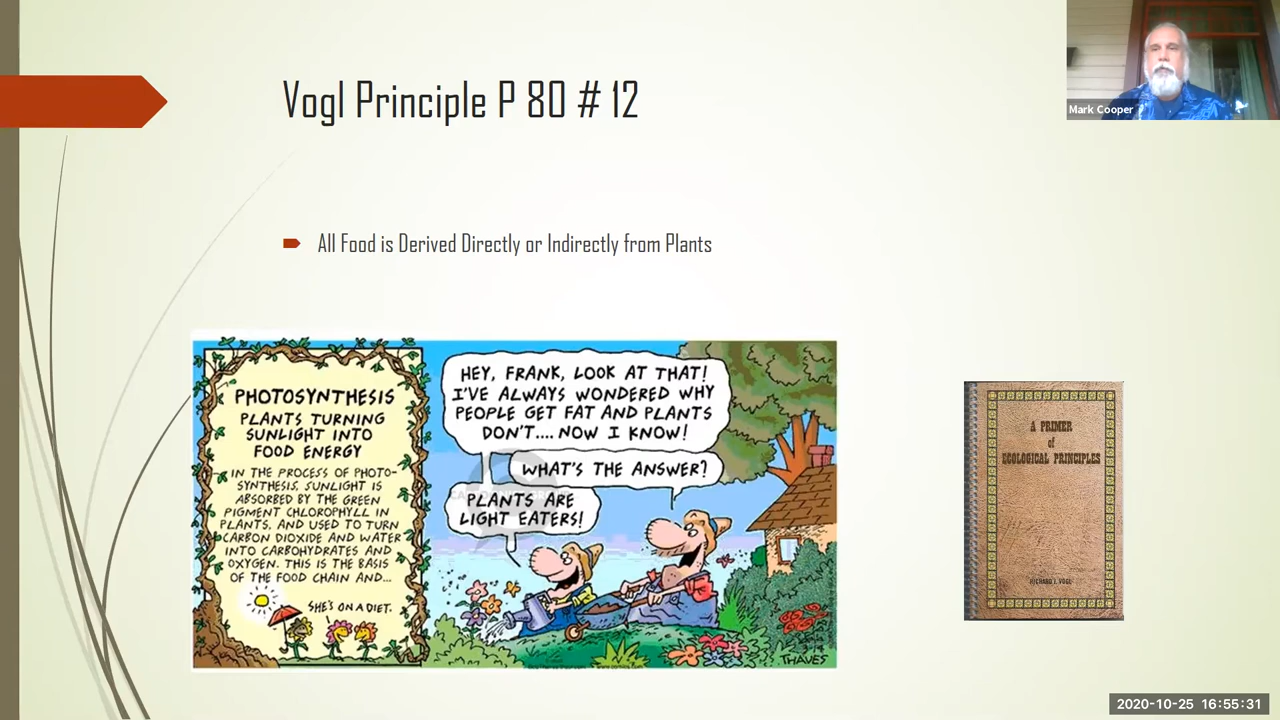 Vogl Principle P 80 # 12
Mark Cooper
All Food is Derived Directly or Indirectly from Plants
PHOTOSYNTHESIS
PLANTS TURNING
SUNLIGHT INTO
FOOD ENERGY
IN THE PROCESS OF PHOTO-
SYNTHESIS, SUNLIGHT IS
ABSORBED BY THE GREEN
PIGMENT CHLOROPHYLL IN
PLANTS, AND USED TO TURN
CARBON DIOXIDE AND WATER
INTO CARBOHYDRATES AND
OXYGEN. THIS IS THE BASIS
OF THE FOOD CHAIN AND...
SHE'S ON A DIET.
HEY, FRANK, LOOK AT THAT!
I'VE ALWAYS WONDERED WHY
PEOPLE GET FAT AND PLANTS
DON'T.... NOW I KNOW!
WHAT'S THE ANSWER?
PLANTS ARE
LIGHT EATERS!
THAVES
A PRIMER
of
ECOLOGICAL PRINCIPLES
RICHARD J. VOGL
2020-10-25 16:55:31